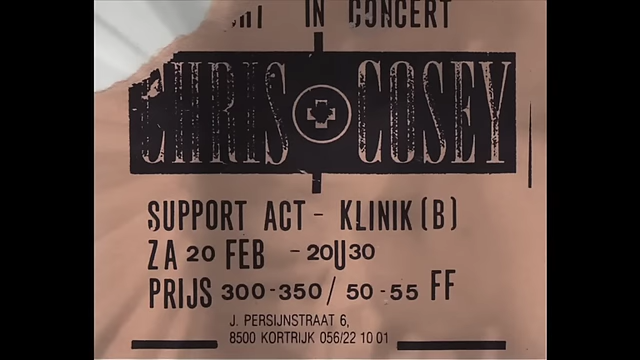 IN CONCERT
CHRIS COSEY
SUPPORT ACT - KLINIK (B)
ZA 20 FEB - 20U30
PRIJS 300-350 / 50-55 FF
J. PERSIJNSTRAAT 6,
8500 KORTRIJK 056/22 10 01